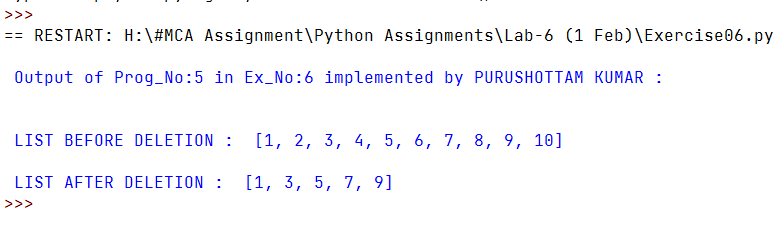 >>>
== RESTART: H:\#MCA Assignment\Python Assignments\Lab-6 (1 Feb)\Exercise06.py
Output of Prog_No:5 in Ex_No:6 implemented by PURUSHOTTAM KUMAR :
LIST BEFORE DELETION :  [1, 2, 3, 4, 5, 6, 7, 8, 9, 10]
LIST AFTER DELETION :  [1, 3, 5, 7, 9]
>>>